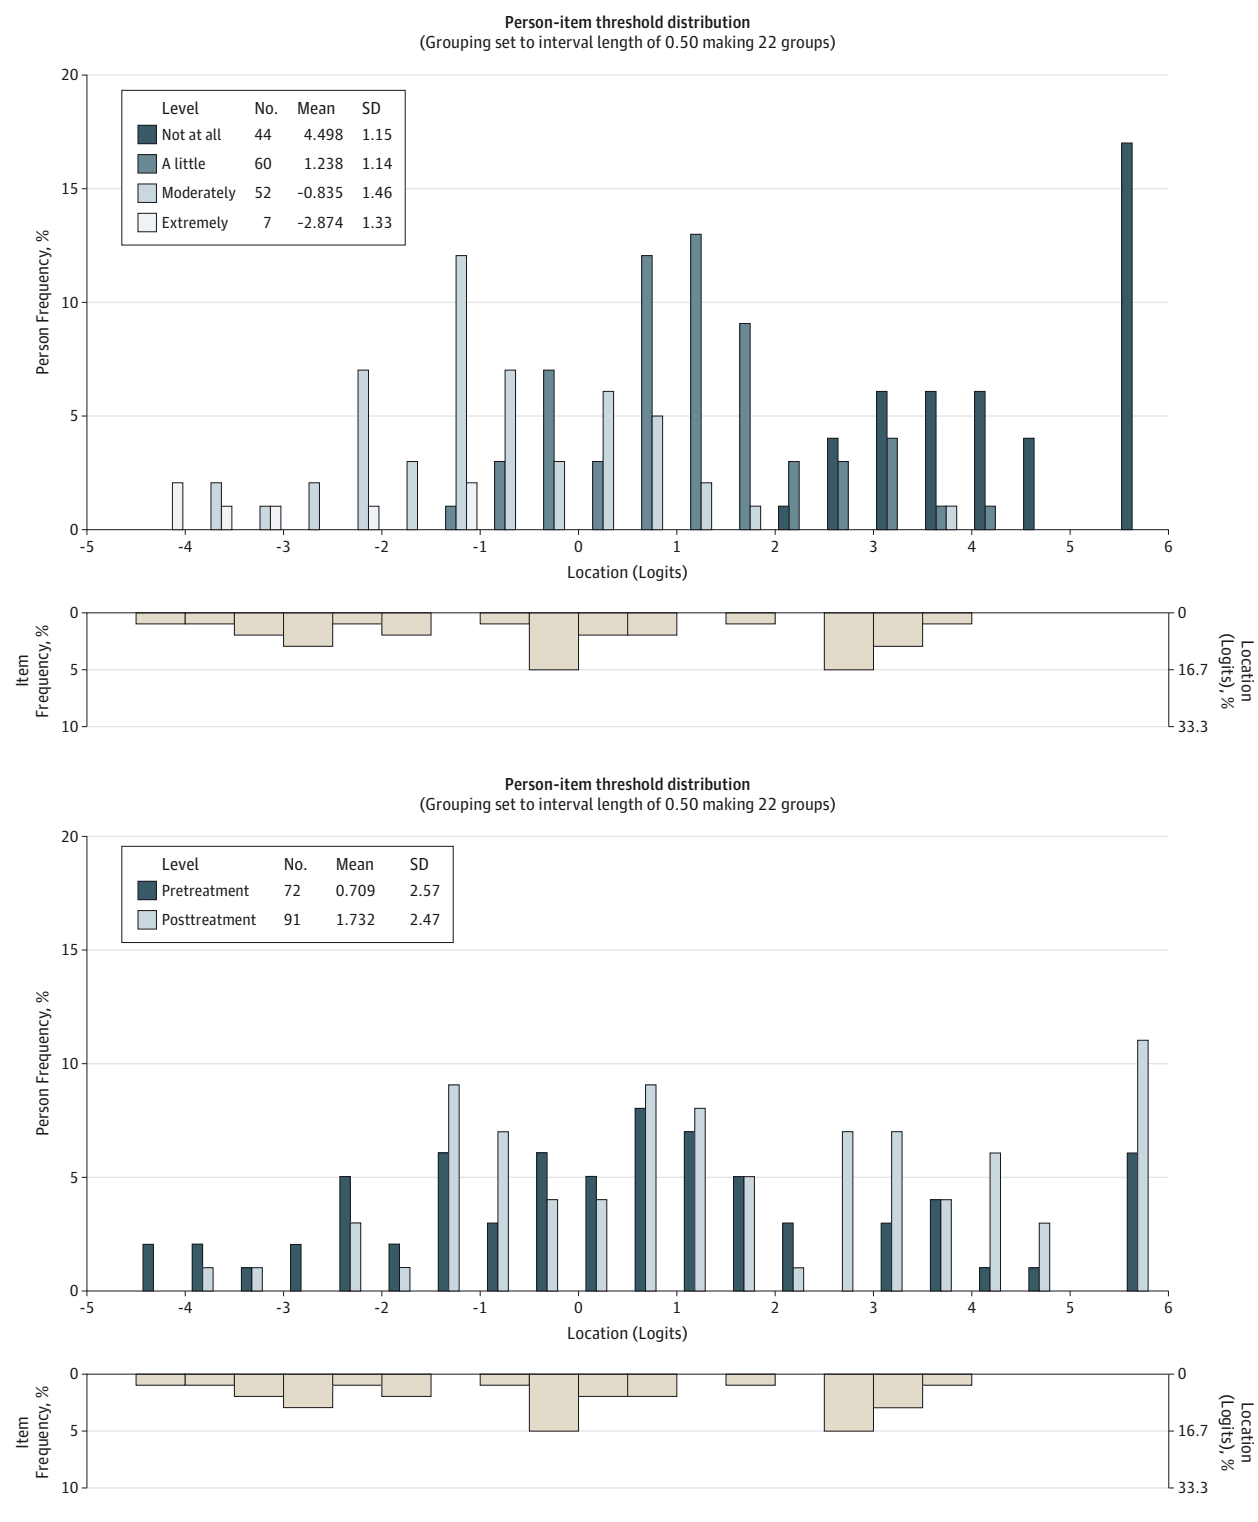 Person-item threshold distribution
(Grouping set to interval length of 0.50 making 22 groups)
Level No. Mean SD
Not at all 44 4.498 1.15
A little 60 1.238 1.14
Moderately 52 -0.835 1.46
Extremely 7 -2.874 1.33
Person Frequency, %
20
15
10
5
0
-5 -4 -3 -2 -1 0 1 2 3 4 5 6
Location (Logits)
Item
Frequency, %
0
5
10
0
16.7
33.3
Location
(Logits), %
Person-item threshold distribution
(Grouping set to interval length of 0.50 making 22 groups)
Level No. Mean SD
Pretreatment 72 0.709 2.57
Posttreatment 91 1.732 2.47
Person Frequency, %
20
15
10
5
0
-5 -4 -3 -2 -1 0 1 2 3 4 5 6
Location (Logits)
Item
Frequency, %
0
5
10
0
16.7
33.3
Location
(Logits), %